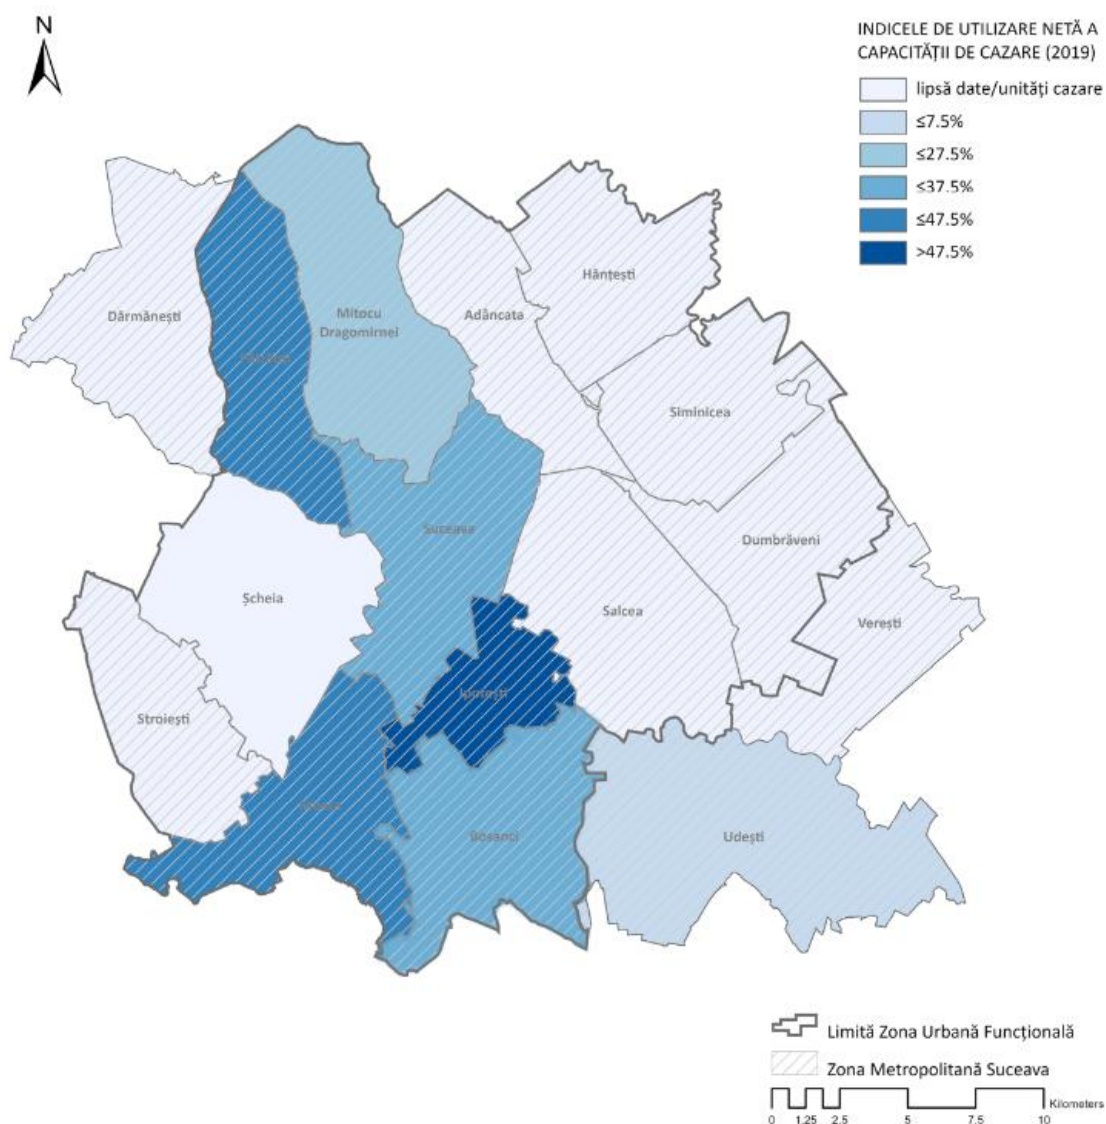 N
INDICELE DE UTILIZARE NETĂ A
CAPACITĂȚII DE CAZARE (2019)
lipsă date/unități cazare
≤7.5%
≤27.5%
≤37.5%
≤47.5%
>47.5%
Hănțești
Dărmănești
Mitocu
Dragomirnei
Adâncata
Siminicea
Suceava
Dumbrăveni
Șcheia
Salcea
Verești
Ipotești
Stroiești
Bosanci
Udești
Limită Zona Urbană Funcțională
Zona Metropolitană Suceava
Kilometers
0 1.25 2.5 5 7.5 10